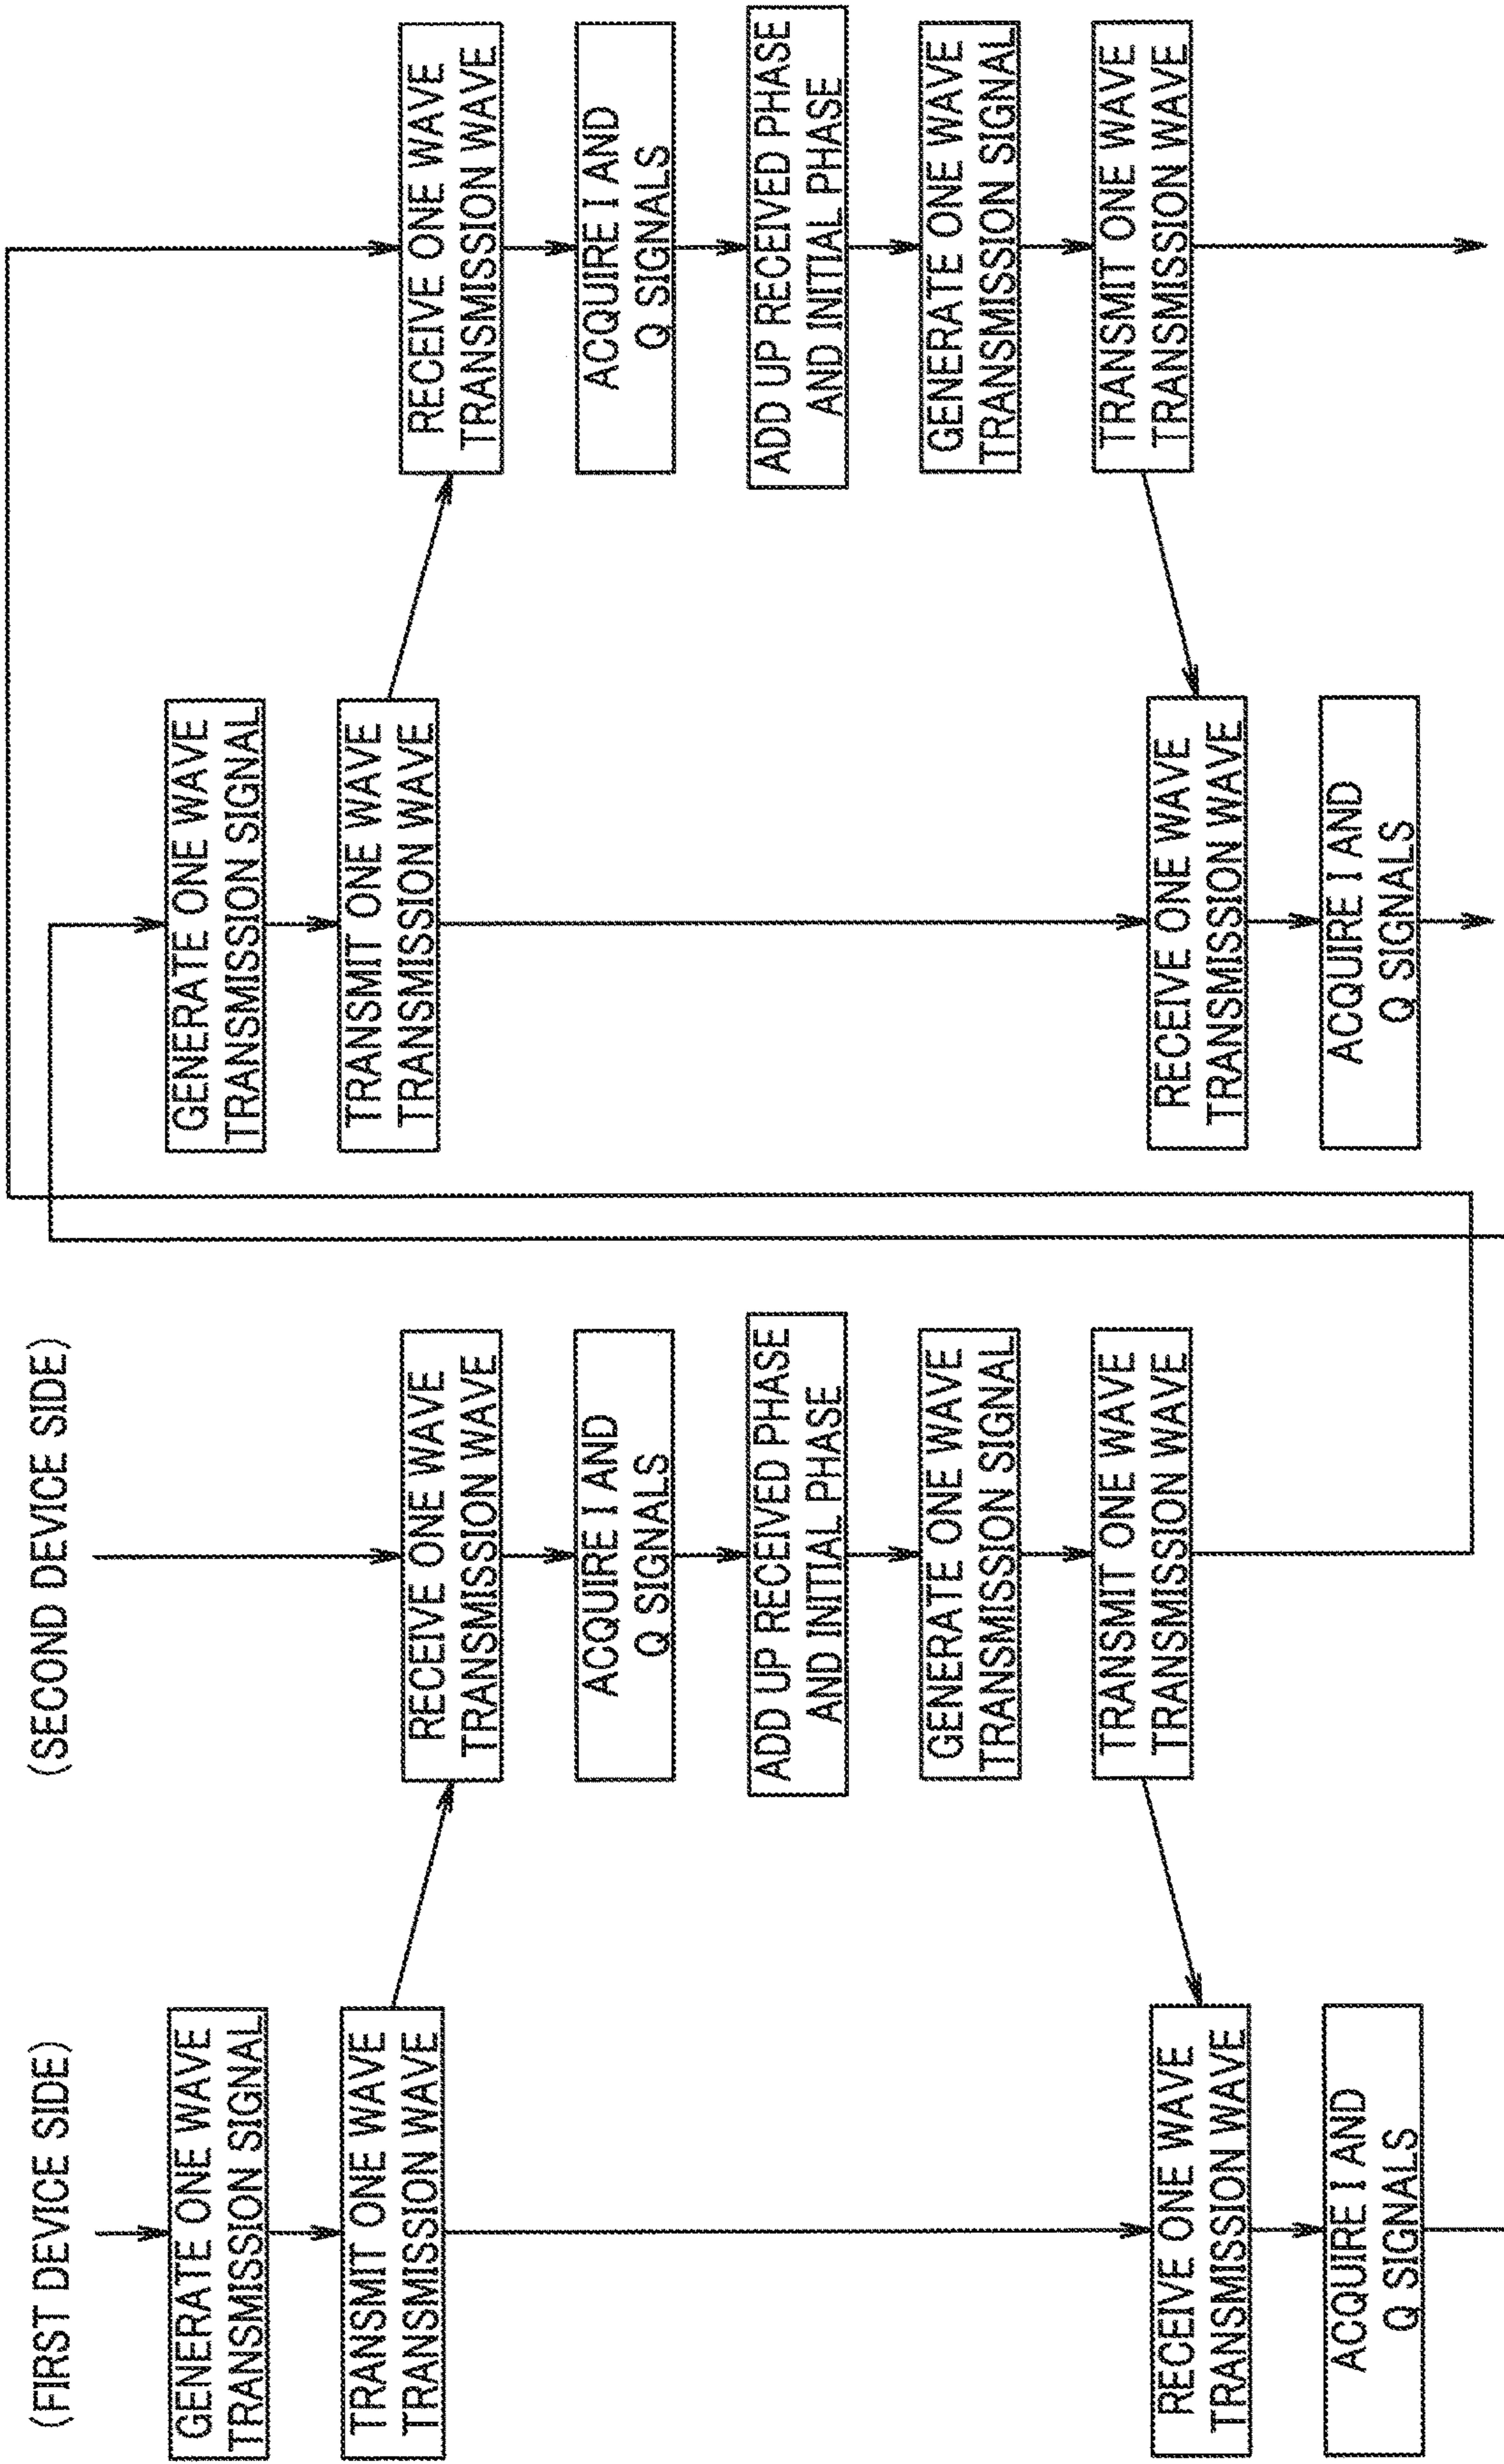 (FIRST DEVICE SIDE)
GENERATE ONE WAVE
TRANSMISSION SIGNAL
TRANSMIT ONE WAVE
TRANSMISSION WAVE
RECEIVE ONE WAVE
TRANSMISSION WAVE
ACQUIRE I AND
Q SIGNALS
(SECOND DEVICE SIDE)
RECEIVE ONE WAVE
TRANSMISSION WAVE
ACQUIRE I AND
Q SIGNALS
ADD UP RECEIVED PHASE
AND INITIAL PHASE
GENERATE ONE WAVE
TRANSMISSION SIGNAL
TRANSMIT ONE WAVE
TRANSMISSION WAVE
GENERATE ONE WAVE
TRANSMISSION SIGNAL
TRANSMIT ONE WAVE
TRANSMISSION WAVE
RECEIVE ONE WAVE
TRANSMISSION WAVE
ACQUIRE I AND
Q SIGNALS
RECEIVE ONE WAVE
TRANSMISSION WAVE
ACQUIRE I AND
Q SIGNALS
ADD UP RECEIVED PHASE
AND INITIAL PHASE
GENERATE ONE WAVE
TRANSMISSION SIGNAL
TRANSMIT ONE WAVE
TRANSMISSION WAVE